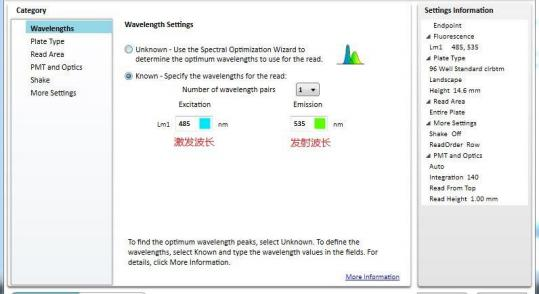 Category
Wavelengths
Plate Type
Read Area
PMT and Optics
Shake
More Settings
Wavelength Settings
Unknown - Use the Spectral Optimization Wizard to
determine the optimum wavelengths to use for the read.
Known - Specify the wavelengths for the read:
Number of wavelength pairs 1
Excitation Emission
Lm1 485 nm 535 nm
激发波长 发射波长
To find the optimum wavelength peaks, select Unknown. To define the
wavelengths, select Known and type the wavelength values in the fields. For
details, click More Information.
More Information
Settings Information
Endpoint
Fluorescence
Lm1 485, 535
Plate Type
96 Well Standard clrbtm
Landscape
Height 14.6 mm
Read Area
Entire Plate
More Settings
Shake Off
ReadOrder Row
PMT and Optics
Auto
Integration 140
Read From Top
Read Height 1.00 mm